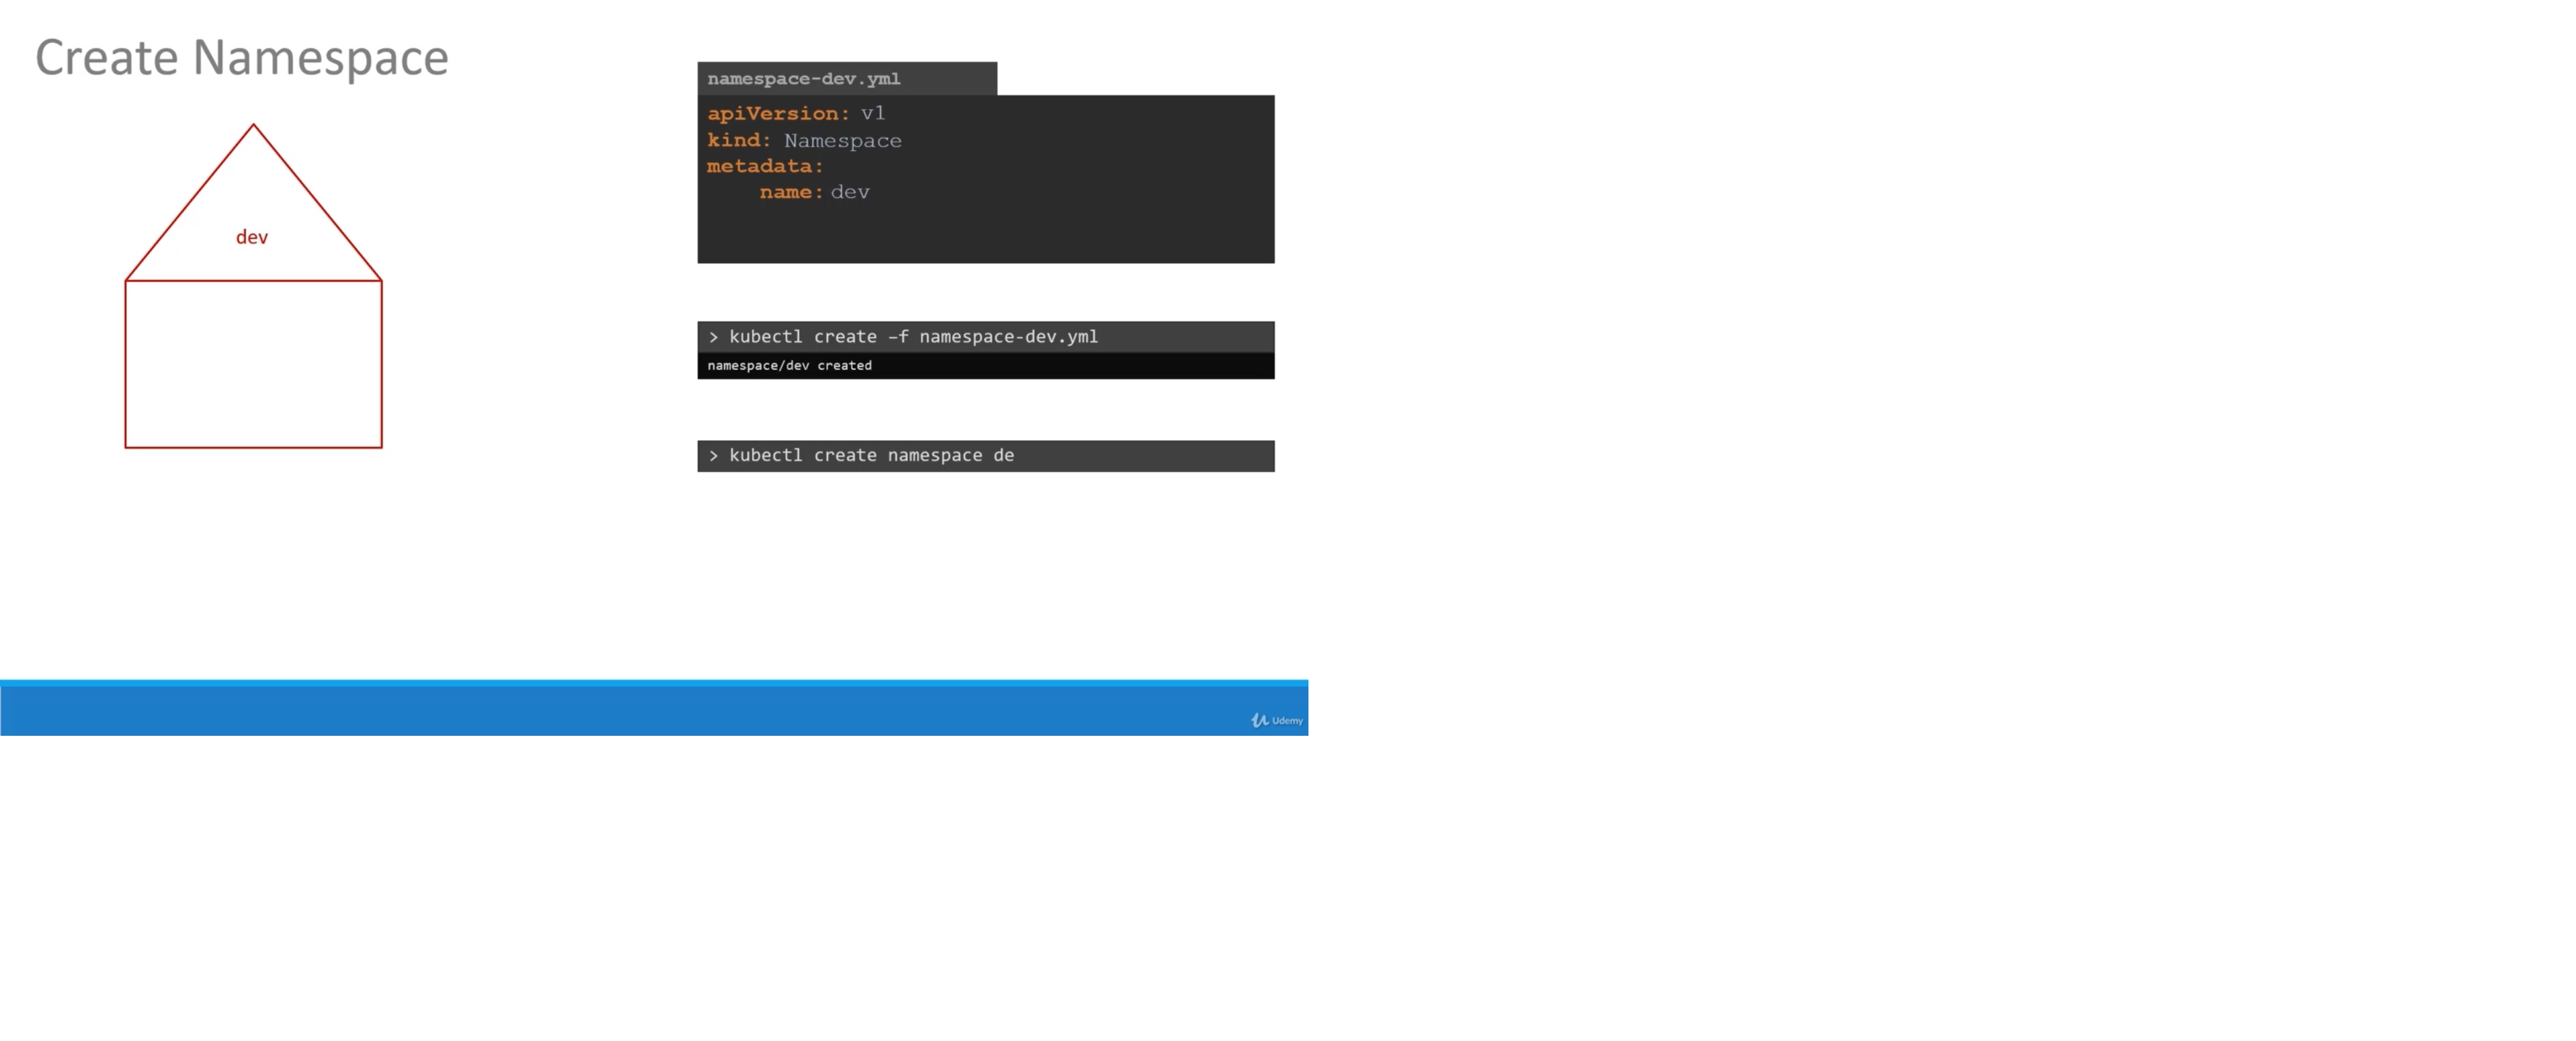 Create Namespace
dev
namespace-dev.yml
apiVersion: v1
kind: Namespace
metadata:
    name: dev
> kubectl create –f namespace-dev.yml
namespace/dev created
> kubectl create namespace de
Udemy